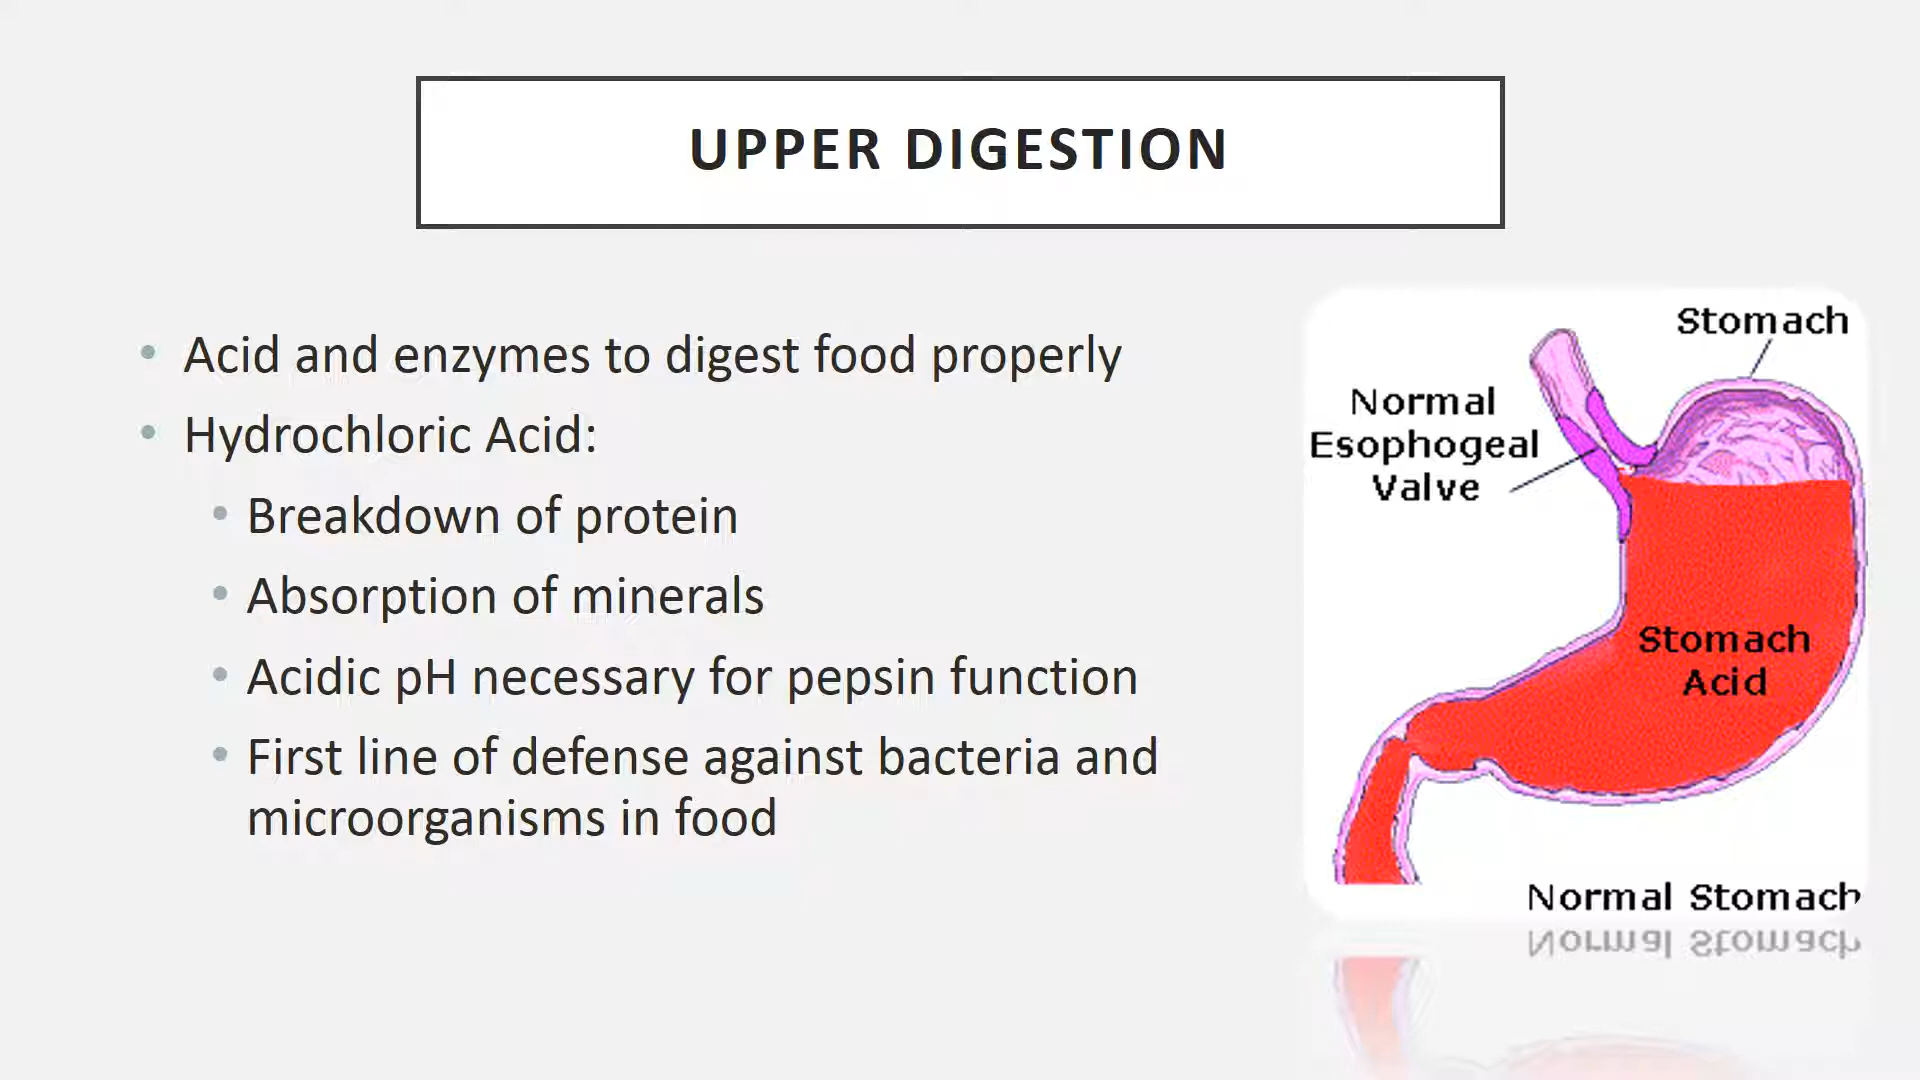 UPPER DIGESTION
Acid and enzymes to digest food properly
Hydrochloric Acid:
Breakdown of protein
Absorption of minerals
Acidic pH necessary for pepsin function
First line of defense against bacteria and
microorganisms in food
Stomach
Normal
Esophogeal
Valve
Stomach
Acid
Normal Stomach